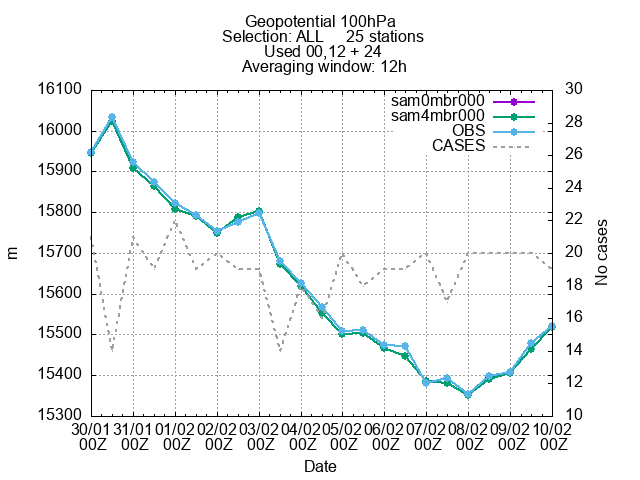 Geopotential 100hPa
Selection: ALL 25 stations
Used 00,12 + 24
Averaging window: 12h
16100 30
sam0mbr000
sam4mbr000
OBS
CASES
16000 28
26
15900
24
15800 22
15700 20
m
No cases
15600 18
16
15500
14
15400
12
15300 10
30/01 31/01 01/02 02/02 03/02 04/02 05/02 06/02 07/02 08/02 09/02 10/02
00Z 00Z 00Z 00Z 00Z 00Z 00Z 00Z 00Z 00Z 00Z 00Z
Date